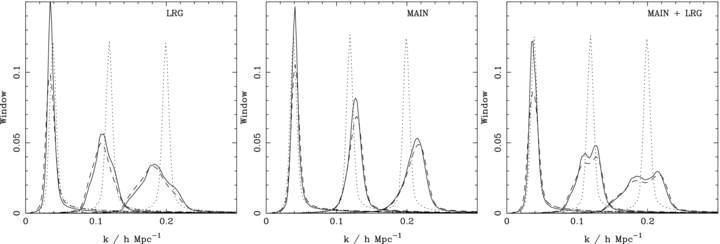 LRG
Window
0 0.05 0.1
0 0.1 0.2
k / h Mpc⁻¹
MAIN
Window
0 0.05 0.1
0 0.1 0.2
k / h Mpc⁻¹
MAIN + LRG
Window
0 0.05 0.1
0 0.1 0.2
k / h Mpc⁻¹